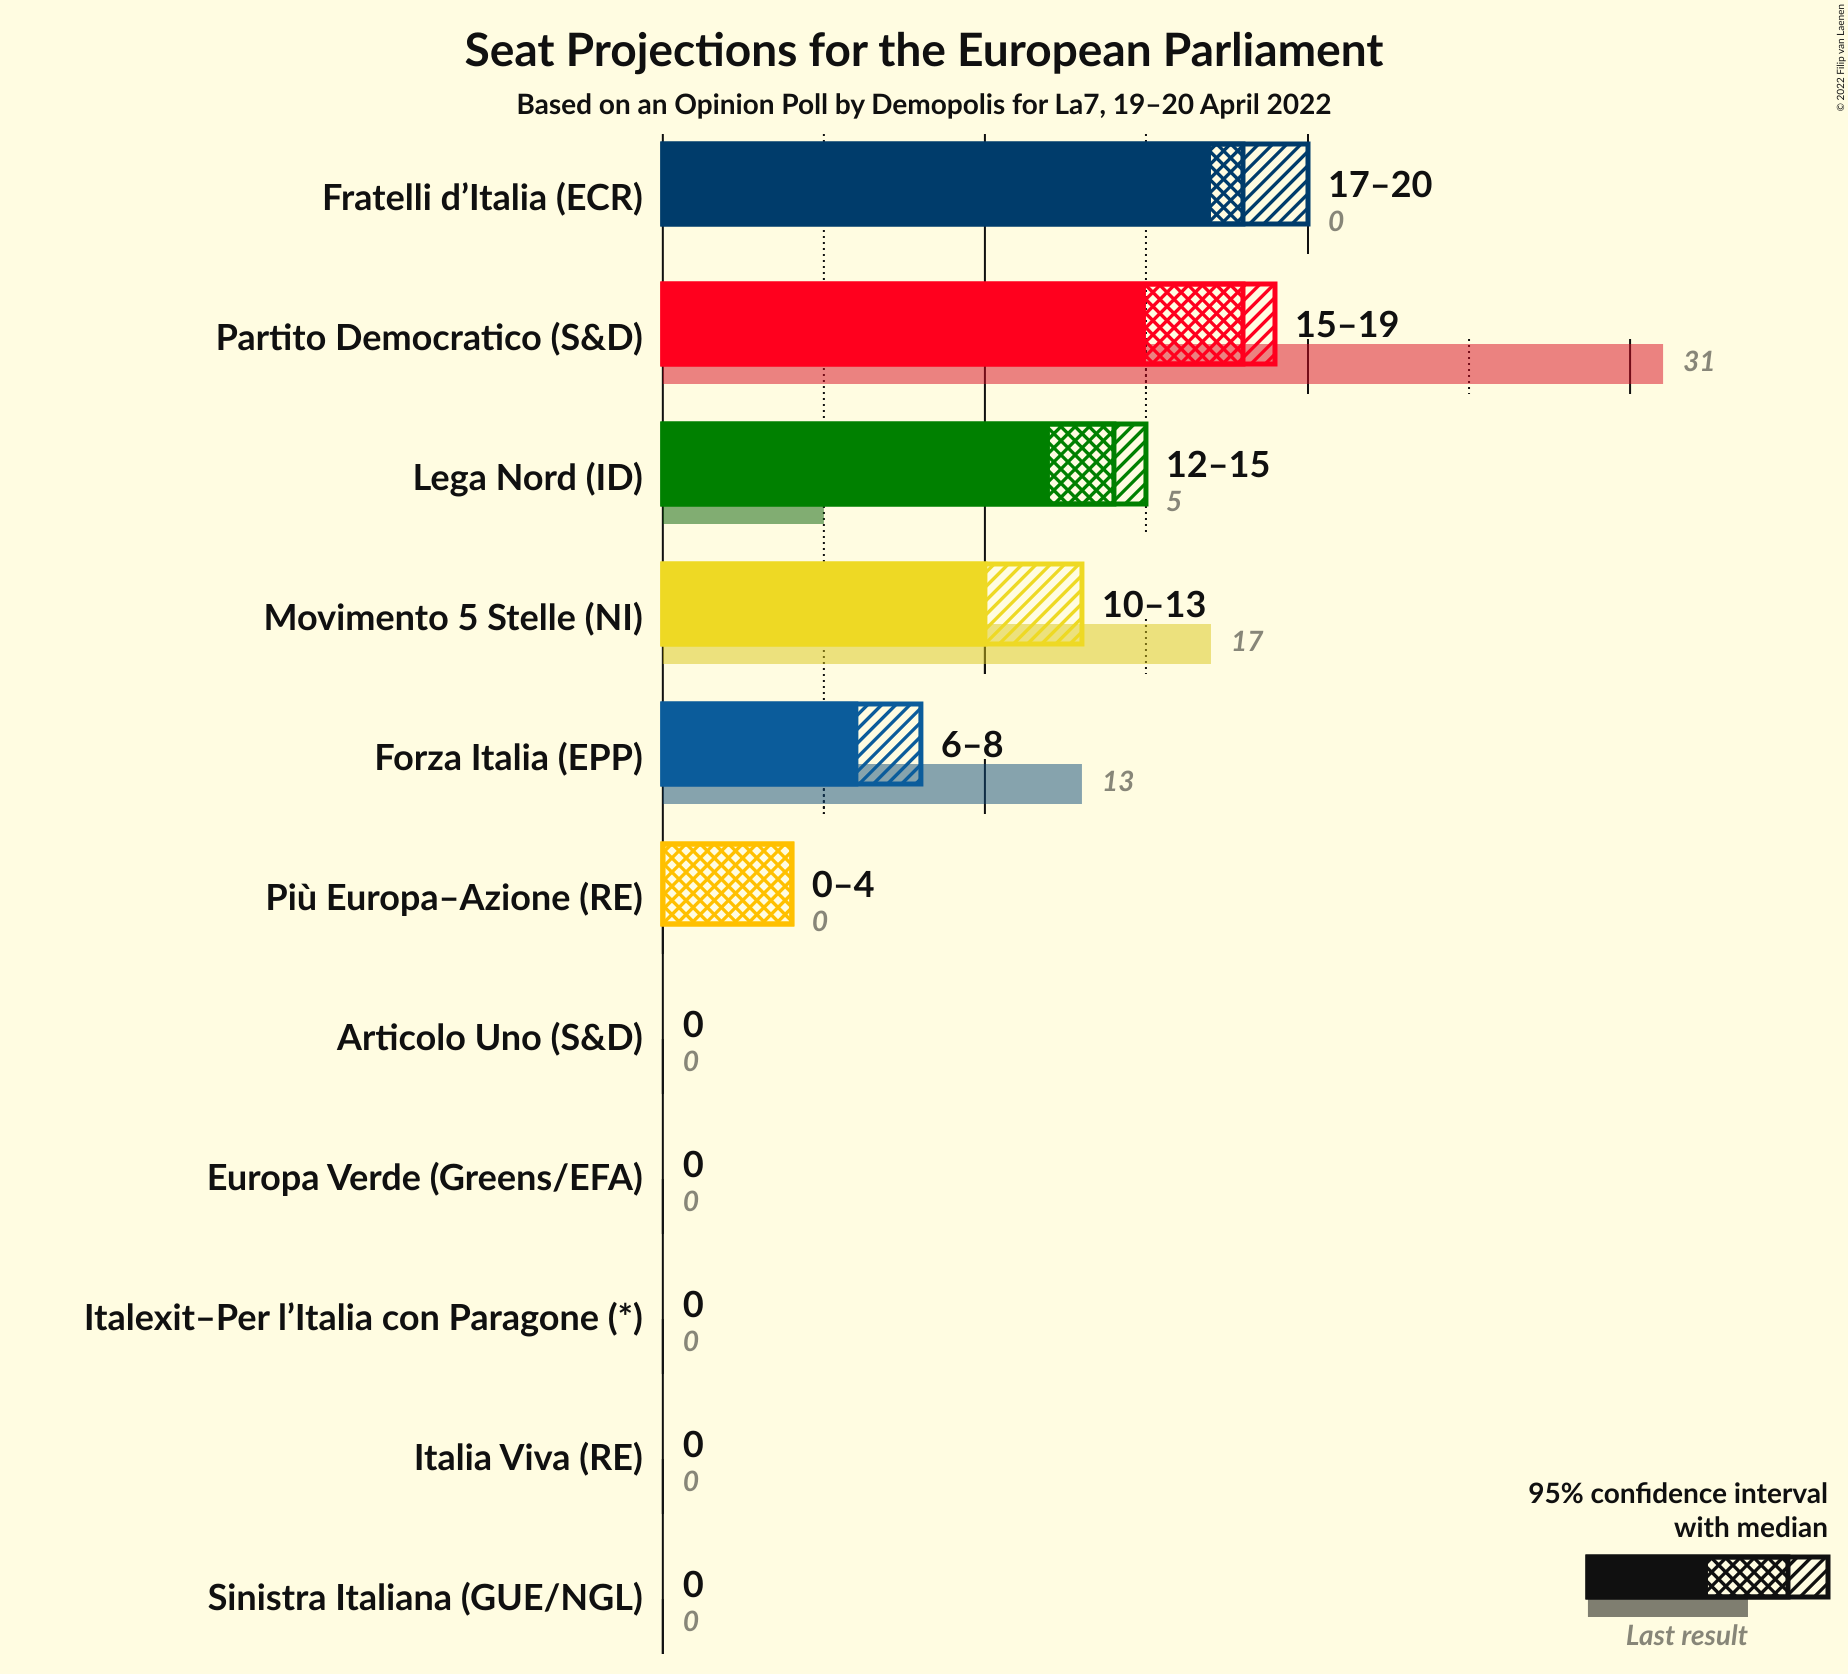 Seat Projections for the European Parliament
Based on an Opinion Poll by Demopolis for La7, 19–20 April 2022
© 2022 Filip van Laenen
Fratelli d’Italia (ECR)
17–20
0
Partito Democratico (S&D)
15–19
31
Lega Nord (ID)
12–15
5
Movimento 5 Stelle (NI)
10–13
17
Forza Italia (EPP)
6–8
13
Più Europa–Azione (RE)
0–4
0
Articolo Uno (S&D)
0
0
Europa Verde (Greens/EFA)
0
0
Italexit–Per l’Italia con Paragone (*)
0
0
Italia Viva (RE)
0
0
Sinistra Italiana (GUE/NGL)
0
0
95% confidence interval
with median
Last result